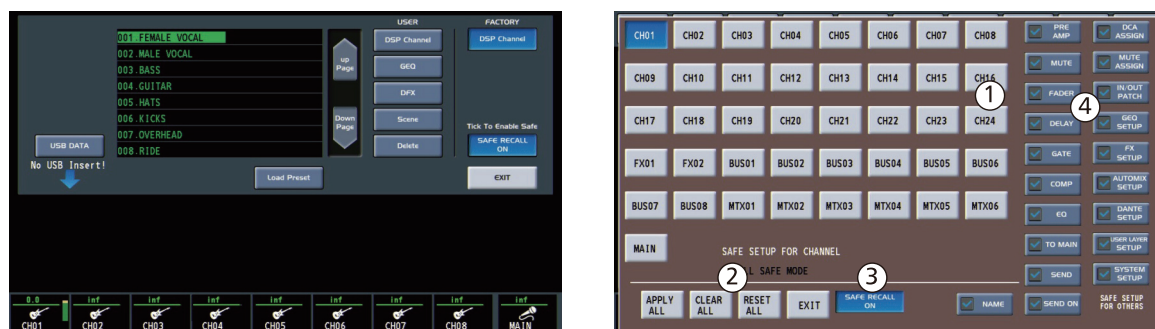 USER FACTORY
001.FEMALE VOCAL
002.MALE VOCAL
003.BASS
004.GUITAR
005.HATS
006.KICKS
007.OVERHEAD
008.RIDE
up Page
Down Page
DSP Channel
GEQ
DFX
Scene
Delete
DSP Channel
Tick To Enable Safe
SAFE RECALL ON
EXIT
USB DATA
No USB Insert!
Load Preset
0.0 inf inf inf inf inf inf inf inf
CH01 CH02 CH03 CH04 CH05 CH06 CH07 CH08 MAIN
CH01 CH02 CH03 CH04 CH05 CH06 CH07 CH08
CH09 CH10 CH11 CH12 CH13 CH14 CH15 CH16
1
CH17 CH18 CH19 CH20 CH21 CH22 CH23 CH24
FX01 FX02 BUS01 BUS02 BUS03 BUS04 BUS05 BUS06
BUS07 BUS08 MTX01 MTX02 MTX03 MTX04 MTX05 MTX06
MAIN
SAFE SETUP FOR CHANNEL
SAFE MODE
2 3
APPLY ALL
CLEAR ALL
RESET ALL
EXIT
SAFE RECALL ON
NAME
PRE AMP
MUTE
FADER
DELAY
GATE
COMP
EQ
TO MAIN
SEND
SEND ON
4
DCA ASSIGN
MUTE ASSIGN
IN/OUT PATCH
GEQ SETUP
FX SETUP
AUTOMIX SETUP
DANTE SETUP
USER LAYER SETUP
SYSTEM SETUP
SAFE SETUP
FOR OTHERS